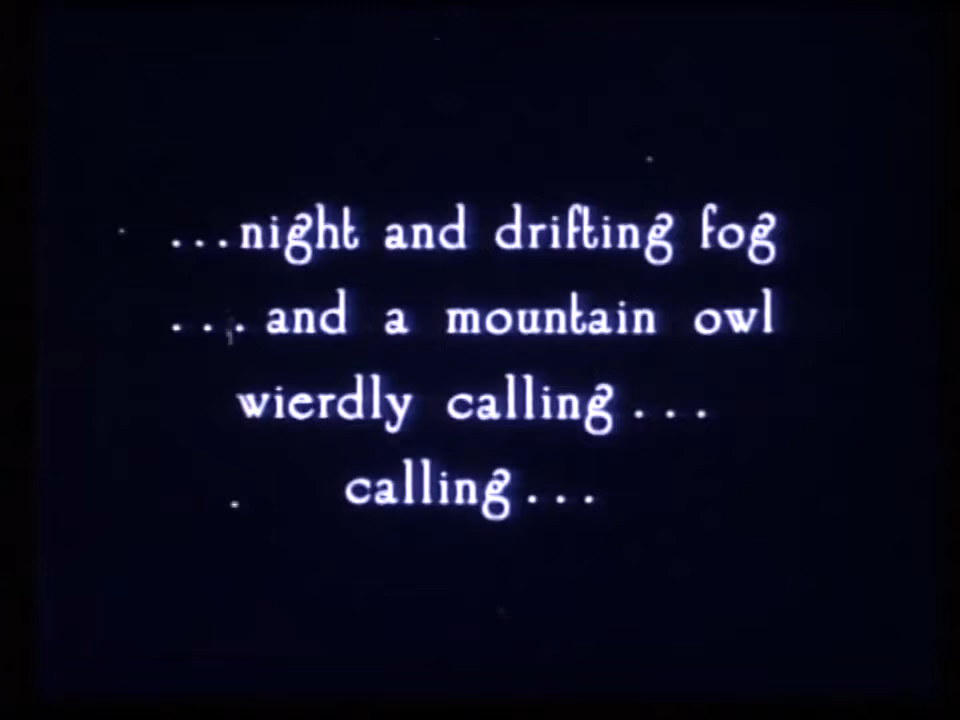 ...night and drifting fog
... and a mountain owl
wierdly calling...
calling...